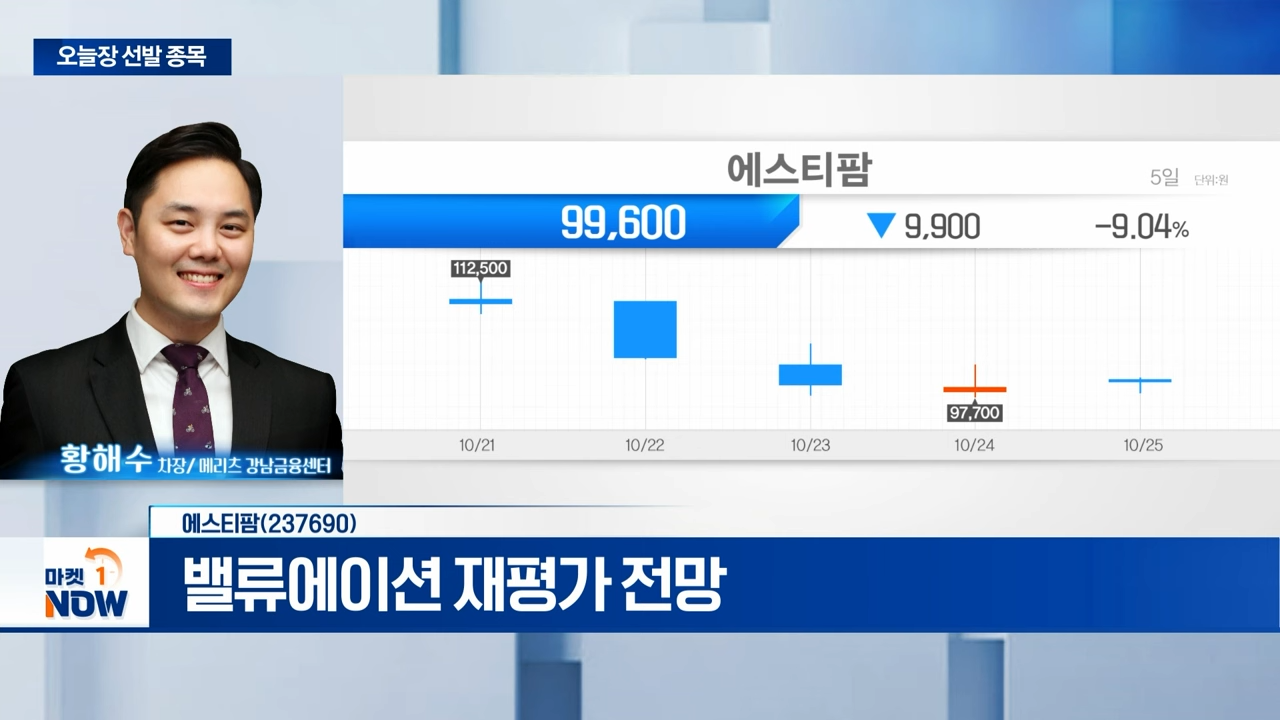 오늘장 선발 종목
에스티팜
5일 단위:원
99,600 ▼ 9,900 -9.04%
112,500
97,700
10/21 10/22 10/23 10/24 10/25
황해수 차장/ 메리츠 강남금융센터
에스티팜(237690)
마켓 1
NOW
밸류에이션 재평가 전망